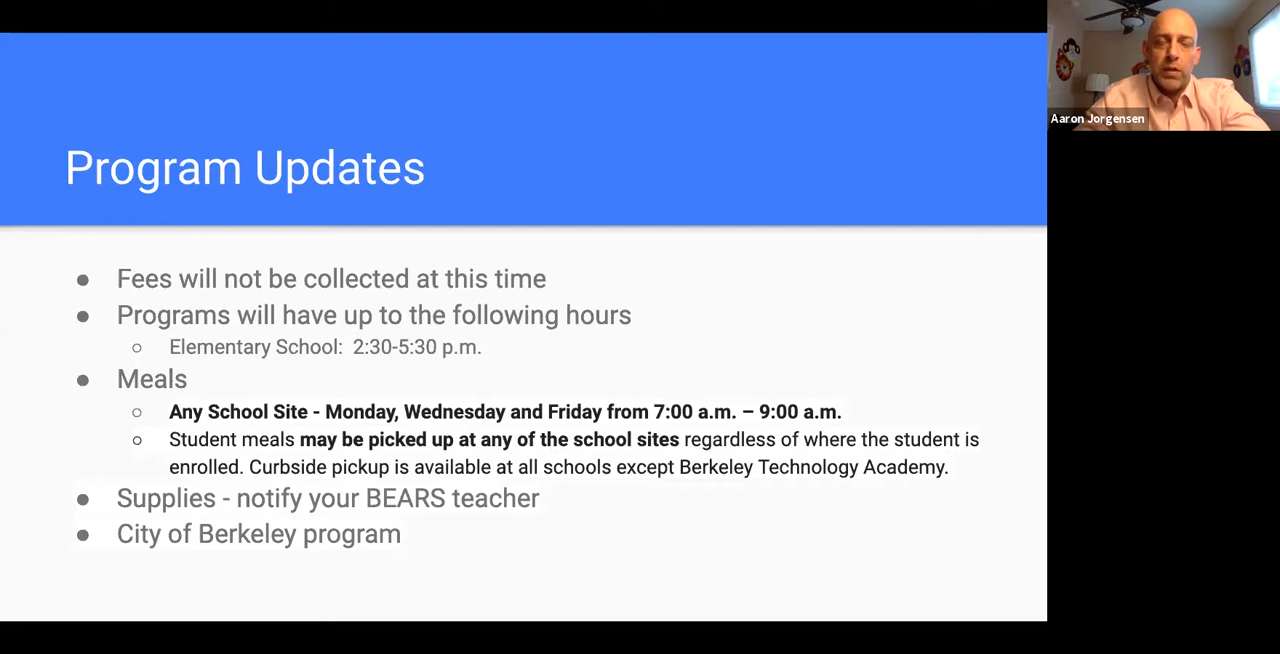 Program Updates
Aaron Jorgensen
● Fees will not be collected at this time
● Programs will have up to the following hours
○ Elementary School: 2:30-5:30 p.m.
● Meals
○ Any School Site - Monday, Wednesday and Friday from 7:00 a.m. – 9:00 a.m.
○ Student meals may be picked up at any of the school sites regardless of where the student is
enrolled. Curbside pickup is available at all schools except Berkeley Technology Academy.
● Supplies - notify your BEARS teacher
● City of Berkeley program